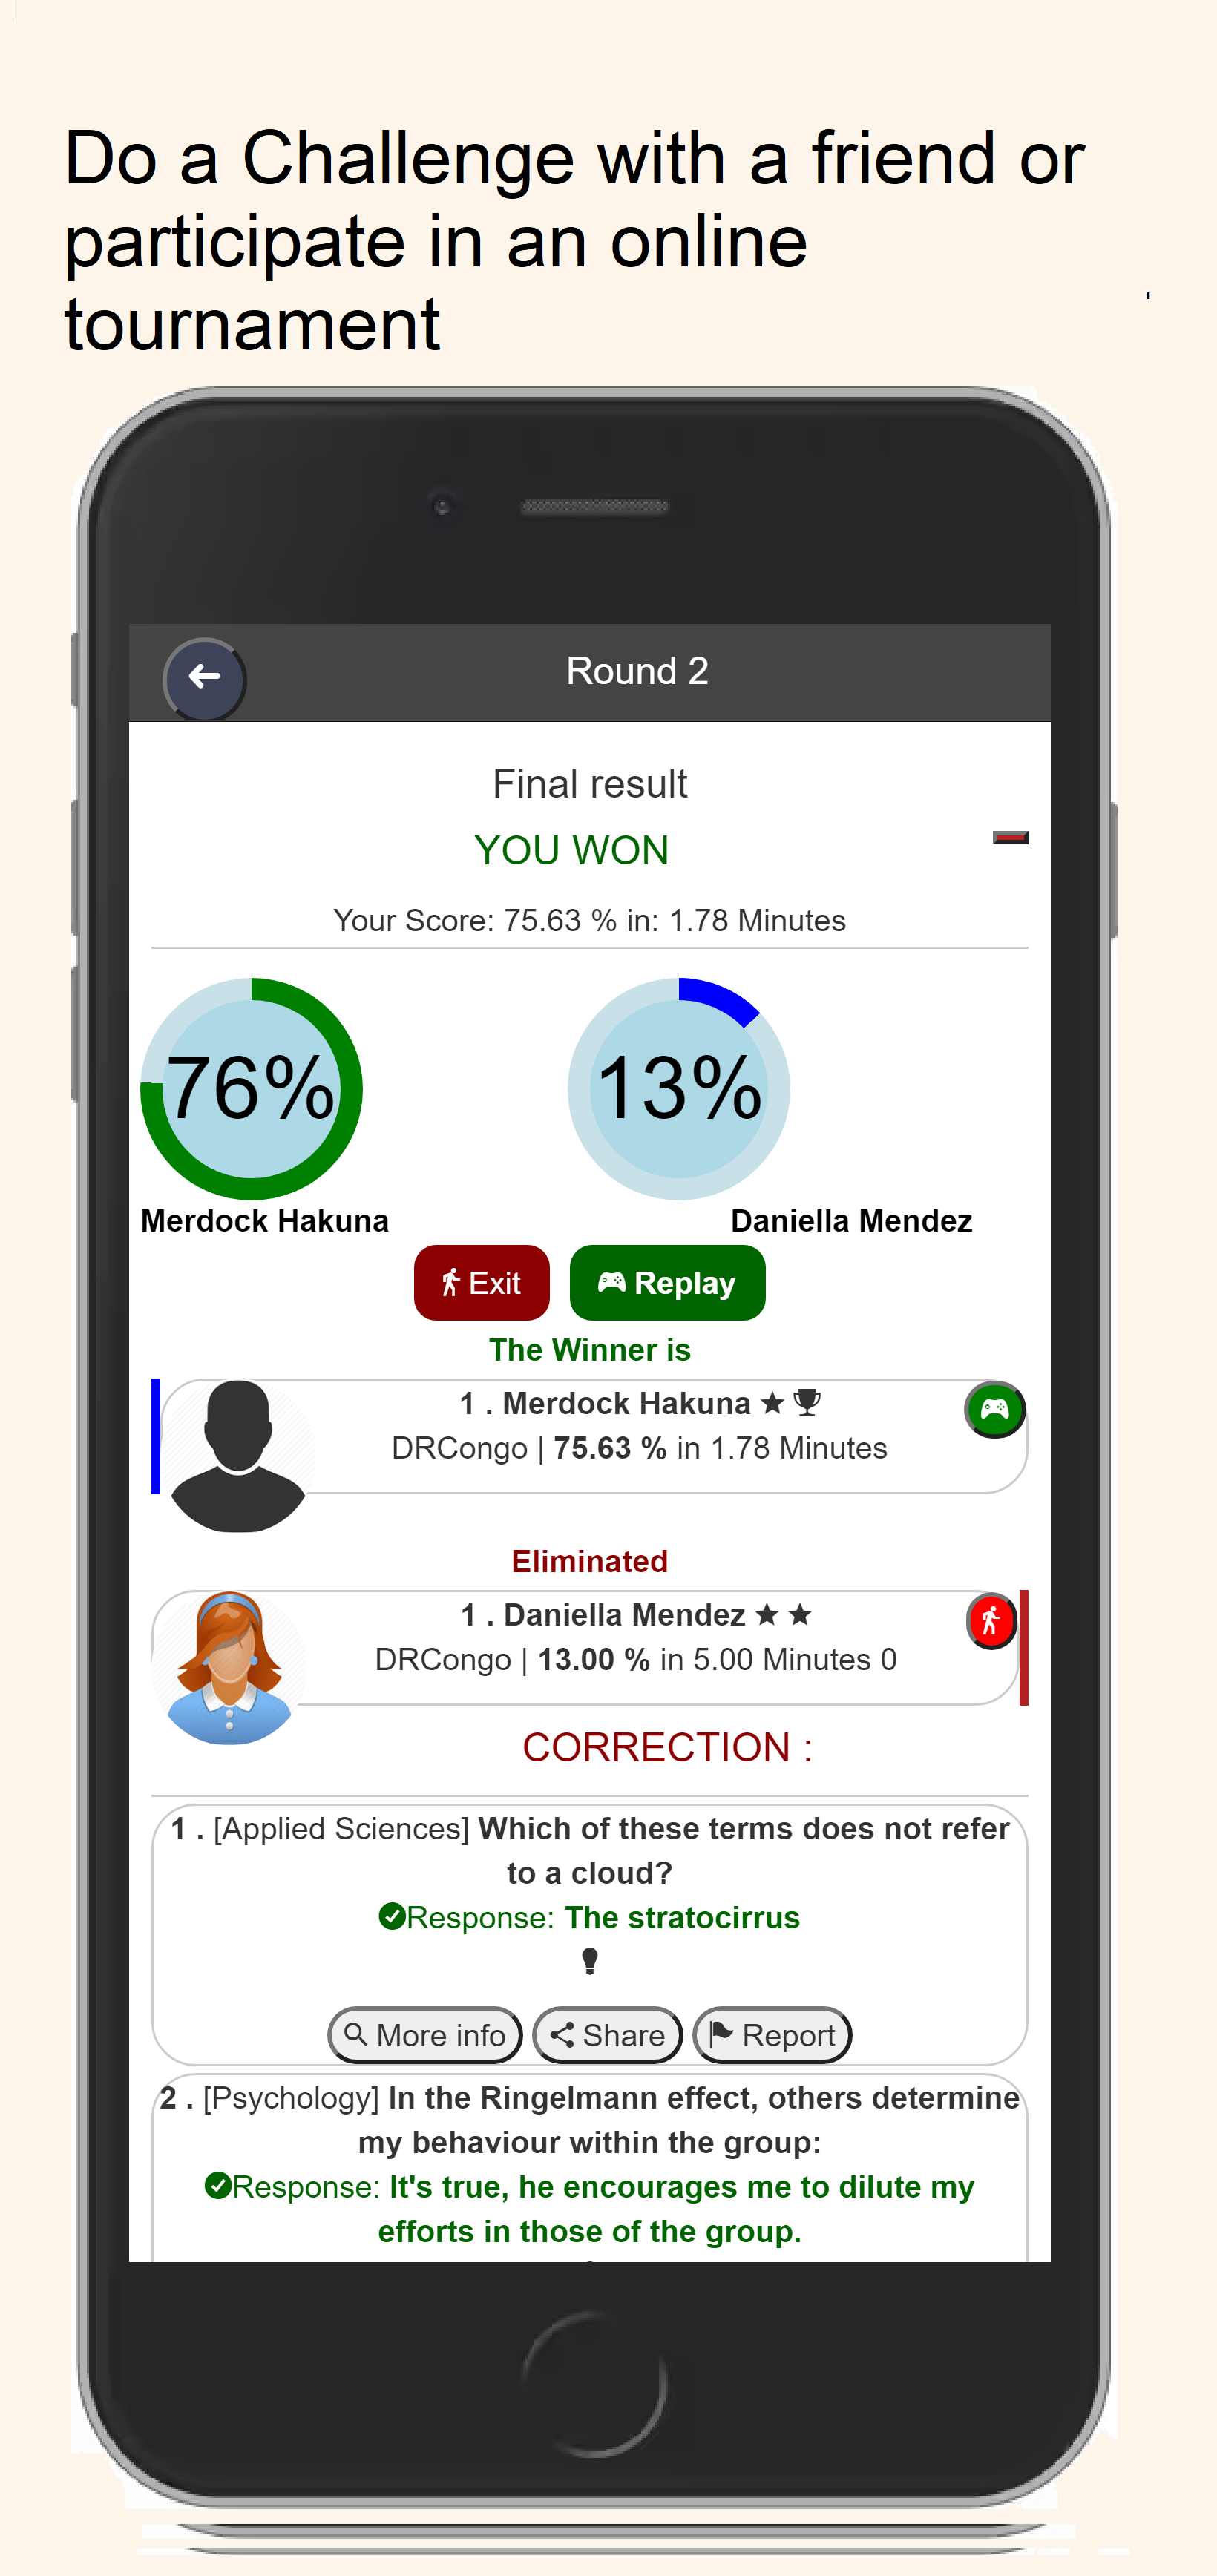 Do a Challenge with a friend or
participate in an online
tournament
Round 2
Final result
YOU WON
Your Score: 75.63 % in: 1.78 Minutes
76%
13%
Merdock Hakuna
Daniella Mendez
Exit
Replay
The Winner is
1 . Merdock Hakuna
DRCongo | 75.63 % in 1.78 Minutes
Eliminated
1 . Daniella Mendez
DRCongo | 13.00 % in 5.00 Minutes 0
CORRECTION :
1 . [Applied Sciences] Which of these terms does not refer
to a cloud?
Response: The stratocirrus
More info
Share
Report
2 . [Psychology] In the Ringelmann effect, others determine
my behaviour within the group:
Response: It's true, he encourages me to dilute my
efforts in those of the group.